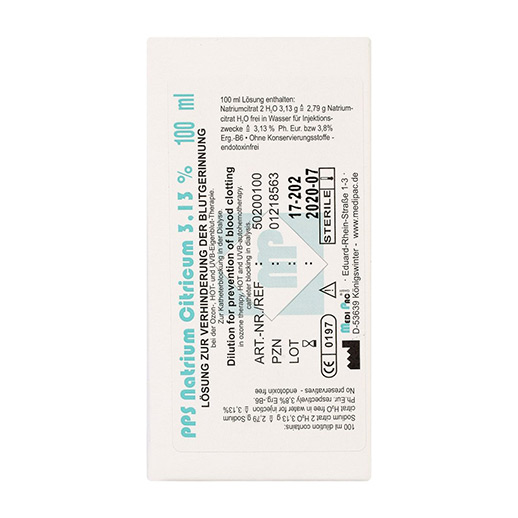 100 ml Lösung enthalten:
Natriumcitrat 2 H₂O 3,13 g ≙ 2,79 g Natrium-
citrat H₂O frei in Wasser für Injektions-
zwecke ≙ 3,13 % Ph. Eur. bzw 3,8%
Erg.-B6 • Ohne Konservierungsstoffe -
endotoxinfrei
PPS Natrium Citricum 3.13 % 100 ml
LÖSUNG ZUR VERHINDERUNG DER BLUTGERINNUNG
bei der Ozon-, HOT- und UVB-Eigenblut-Therapie.
Zur Katheterblockung in der Dialyse.
Dilution for prevention of blood clotting
in ozone therapy, HOT and UVB-autohemotherapy.
catheter blocking in dialysis.
ART.-NR./REF : 50200100
PZN : 01218563
LOT : 17-202
2020-07
STERILE
MP
CE 0197
MEDI PAC
Eduard-Rhein-Straße 1-3 •
D-53639 Königswinter - www.medipac.de
100 ml dilution contains:
Sodium citrat 2 H₂O 3,13 g ≙ 2,79 g Sodium
citrat H₂O free in water for injection ≙ 3,13%
Ph.Eur. respectively 3,8% Erg-B6.
No preservatives - endotoxin free